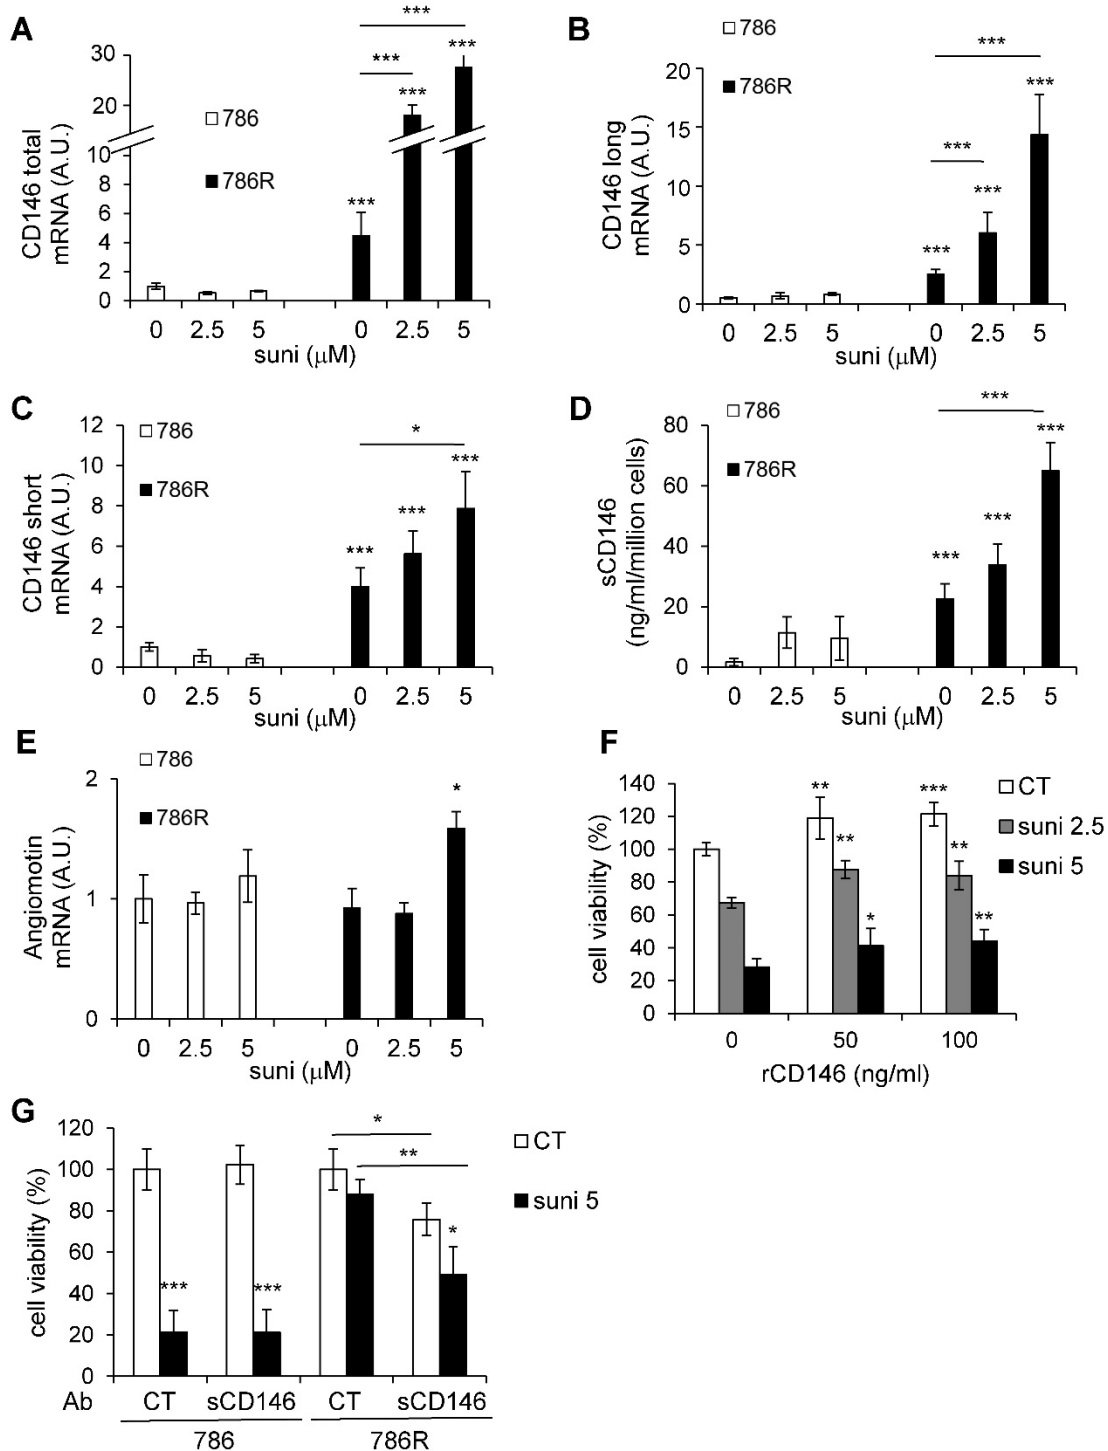 A
***
***
***
***
***
30
20
10
8
6
4
2
0
CD146 total
mRNA (A.U.)
786
786R
0 2.5 5 0 2.5 5
suni (μM)
B
786
786R
***
***
***
***
***
20
15
10
5
0
CD146 long
mRNA (A.U.)
0 2.5 5 0 2.5 5
suni (μM)
C
786
786R
*
***
***
***
12
10
8
6
4
2
0
CD146 short
mRNA (A.U.)
0 2.5 5 0 2.5 5
suni (μM)
D
786
786R
***
***
***
***
80
60
40
20
0
sCD146
(ng/ml/million cells)
0 2.5 5 0 2.5 5
suni (μM)
E
786
786R
*
2
1
0
Angiomotin
mRNA (A.U.)
0 2.5 5 0 2.5 5
suni (μM)
F
140
120
100
80
60
40
20
0
cell viability (%)
** ***
** **
* **
CT
suni 2.5
suni 5
0 50 100
rCD146 (ng/ml)
G
120
100
80
60
40
20
0
cell viability (%)
*
**
*
*** ***
CT
suni 5
Ab CT sCD146 CT sCD146
786 786R